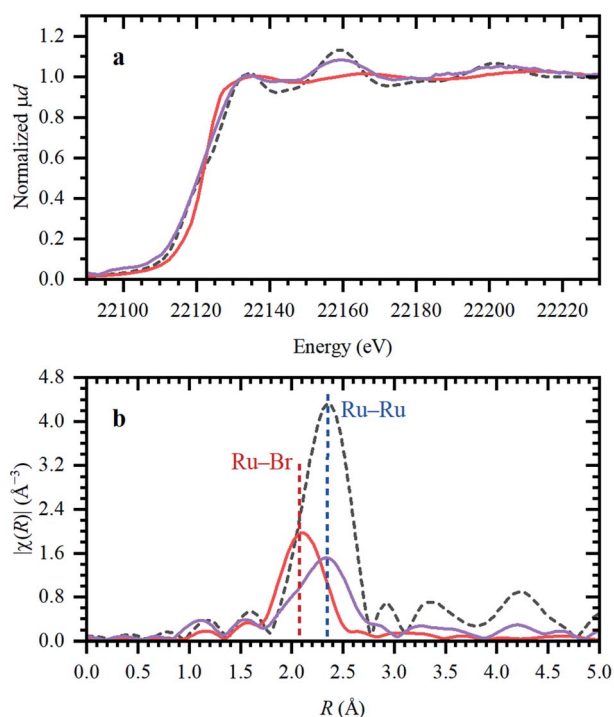 a
1.2
1.0
0.8
0.6
0.4
0.2
0.0
Normalized μd
22100 22120 22140 22160 22180 22200 22220
Energy (eV)
b
4.8
Ru–Ru
4.0
3.2
Ru–Br
2.4
1.6
0.8
0.0
|χ(R)| (Å⁻³)
0.0 0.5 1.0 1.5 2.0 2.5 3.0 3.5 4.0 4.5 5.0
R (Å)